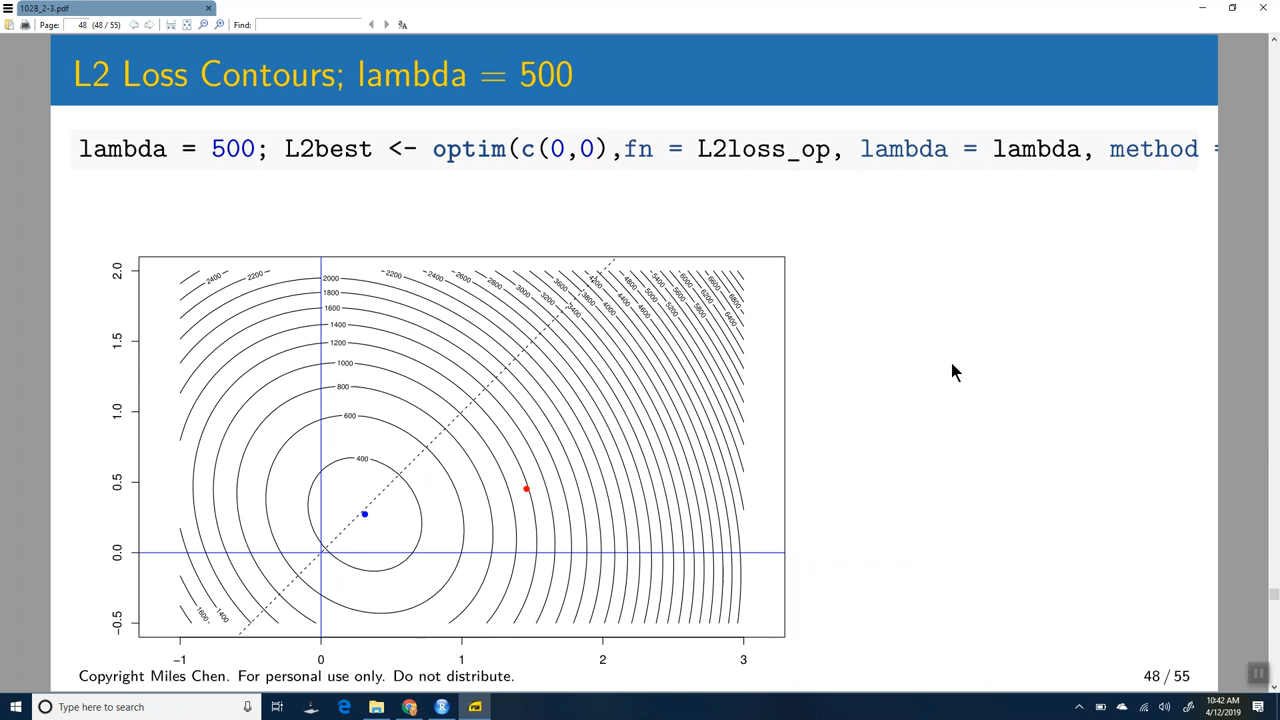 102B_2-3.pdf
Page: 48 (48 / 55) Find:
L2 Loss Contours; lambda = 500
lambda = 500; L2best <- optim(c(0,0),fn = L2loss_op, lambda = lambda, method =
2.0
1.5
1.0
0.5
0.0
−0.5
2400 2200 2000 2200 2400 2600 2800 3000 3200 3400
3600 3800 4000 4200 4400 4600 4800 5000 5200 5400 5600 5800 6000 6200 6400 6600 6800
1800
1600
1400
1200
1000
800
600
400
1600 1400
−1 0 1 2 3
Copyright Miles Chen. For personal use only. Do not distribute.
48 / 55
Type here to search
10:42 AM
4/12/2019